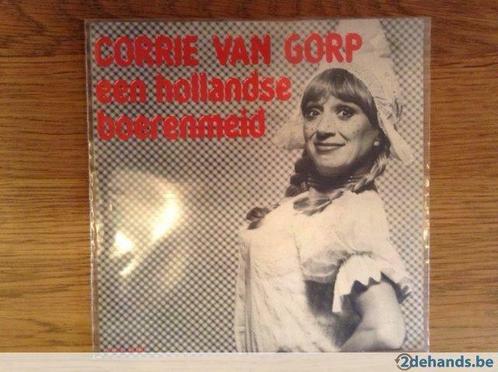 CORRIE VAN GORP
een hollandse
boerenmeid
2dehands.be